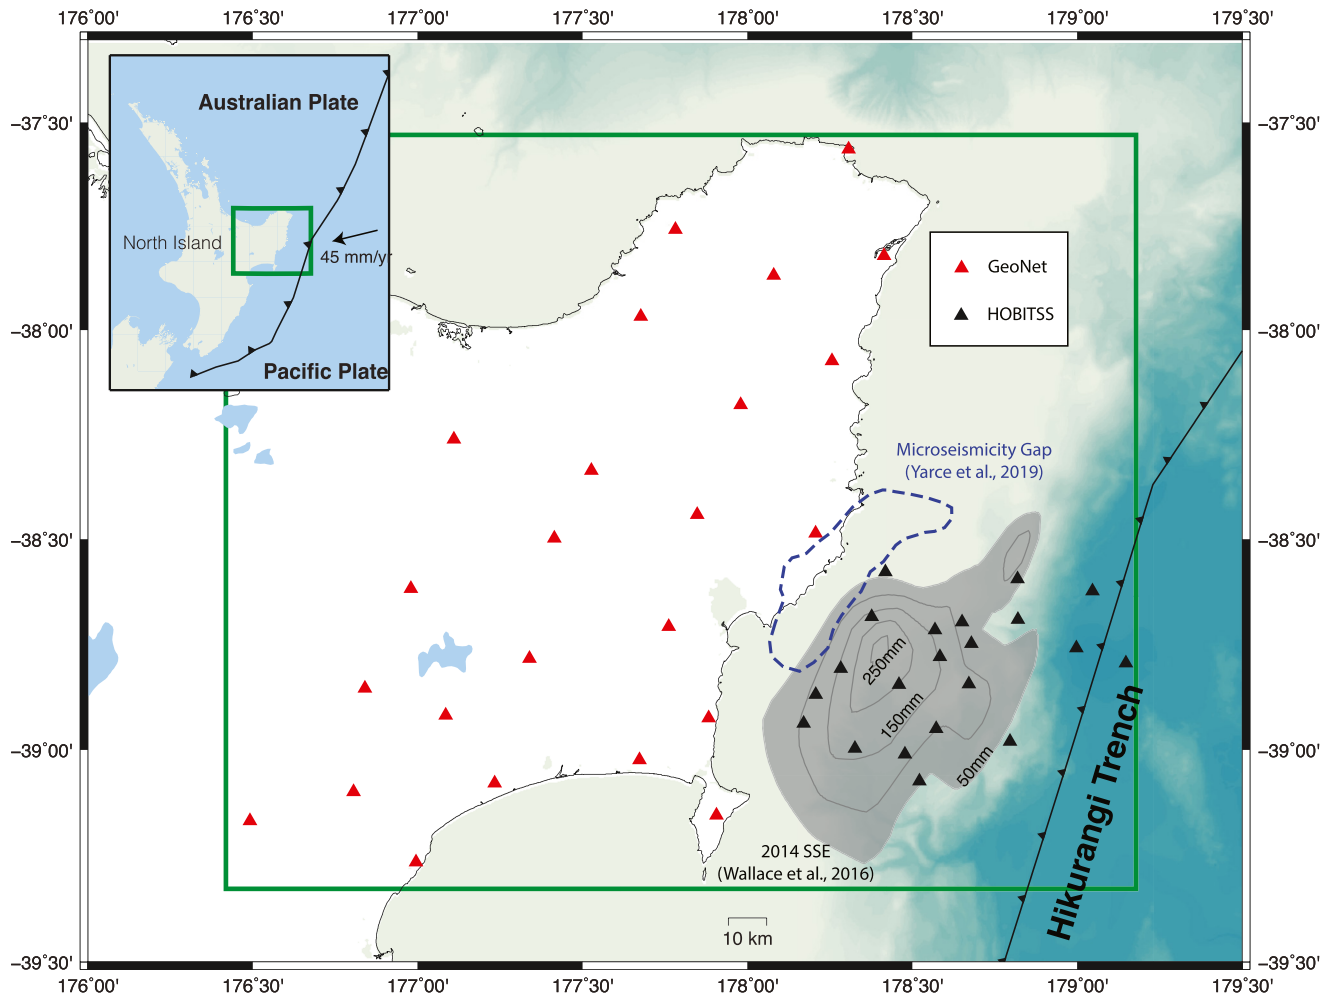 176°00' 176°30' 177°00' 177°30' 178°00' 178°30' 179°00' 179°30'
−37°30' −37°30'
−38°00' −38°00'
−38°30' −38°30'
−39°00' −39°00'
−39°30' −39°30'
Australian Plate
North Island
45 mm/yr
Pacific Plate
GeoNet
HOBITSS
Microseismicity Gap
(Yarce et al., 2019)
250mm
150mm
50mm
Hikurangi Trench
2014 SSE
(Wallace et al., 2016)
10 km
176°00' 176°30' 177°00' 177°30' 178°00' 178°30' 179°00' 179°30'